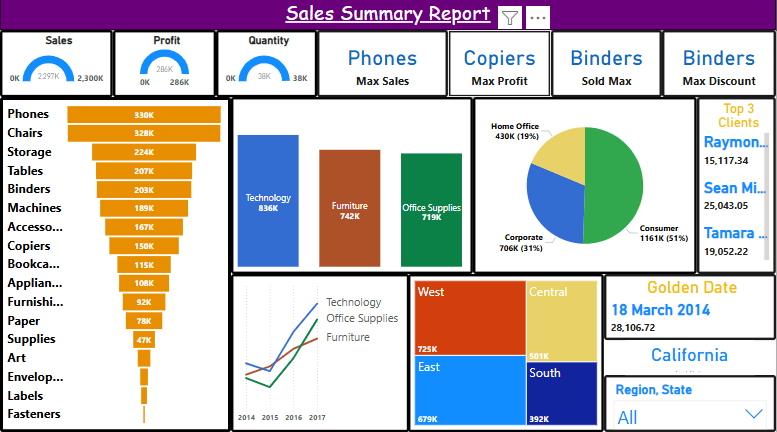 Sales Summary Report
Sales
2297K
0K 2,300K
Profit
286K
0K 286K
Quantity
38K
0K 38K
Phones
Max Sales
Copiers
Max Profit
Binders
Sold Max
Binders
Max Discount
Phones 330K
Chairs 328K
Storage 224K
Tables 207K
Binders 203K
Machines 189K
Accesso... 167K
Copiers 150K
Bookca... 115K
Applian... 108K
Furnishi... 92K
Paper 78K
Supplies 47K
Art
Envelop...
Labels
Fasteners
Technology
836K
Furniture
742K
Office Supplies
719K
Home Office
430K (19%)
Corporate
706K (31%)
Consumer
1161K (51%)
Top 3
Clients
Raymon...
15,117.34
Sean Mi...
25,043.05
Tamara ...
19,052.22
Technology
Office Supplies
Furniture
2014 2015 2016 2017
West
725K
East
679K
Central
501K
South
392K
Golden Date
18 March 2014
28,106.72
California
Region, State
All